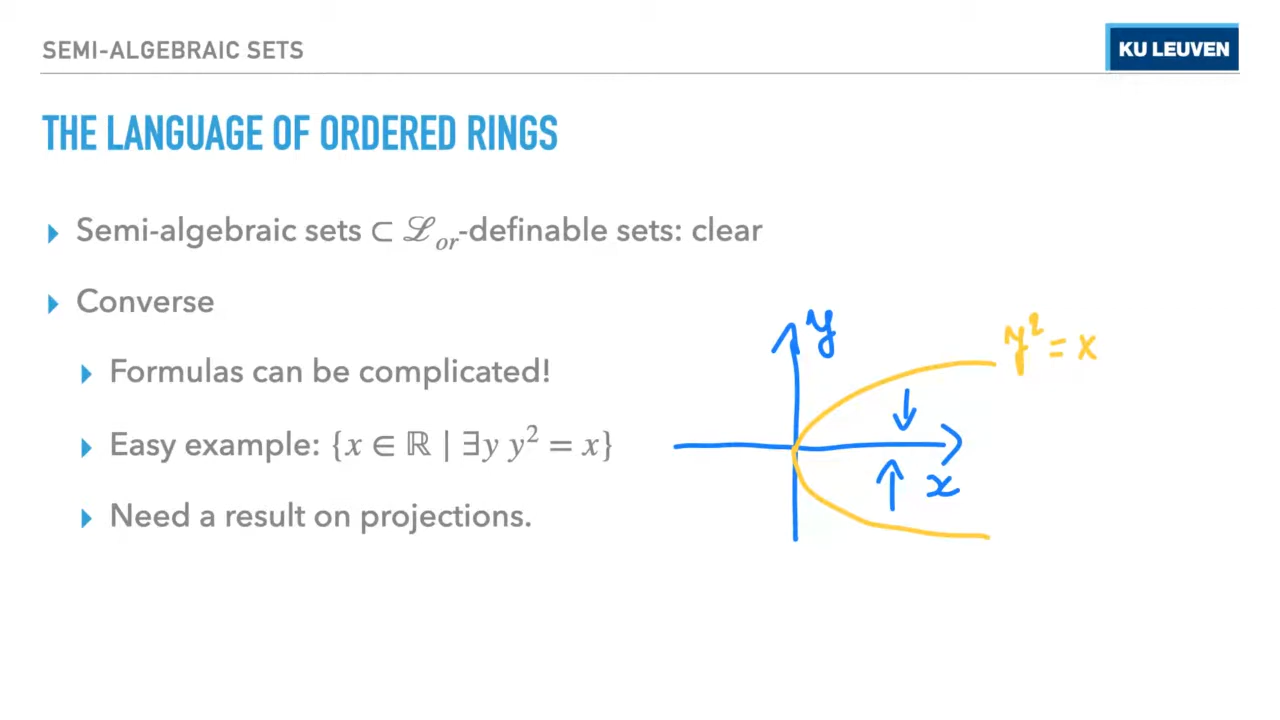 SEMI-ALGEBRAIC SETS
KU LEUVEN
THE LANGUAGE OF ORDERED RINGS
Semi-algebraic sets ⊂ ℒ_or-definable sets: clear
Converse
Formulas can be complicated!
Easy example: {x ∈ ℝ | ∃y y² = x}
Need a result on projections.
y
y² = x
x